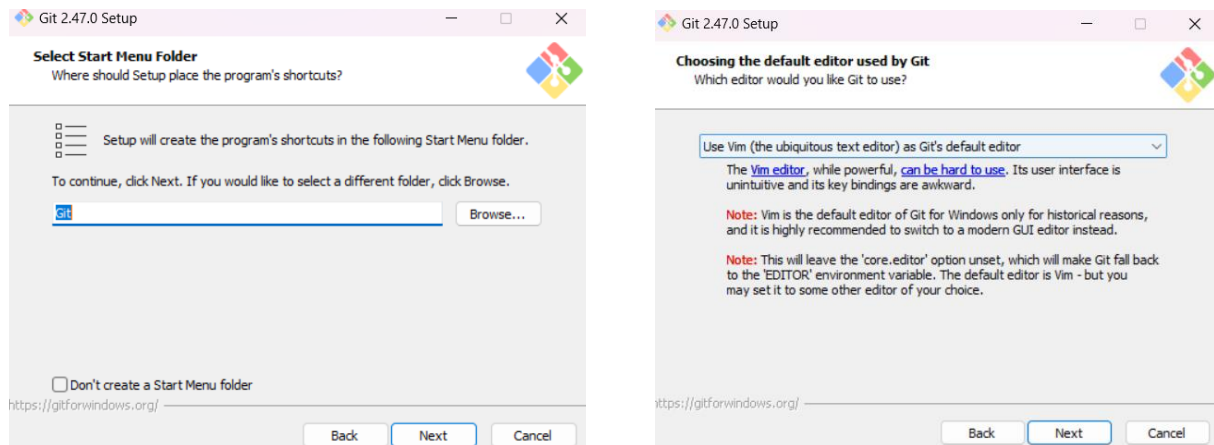 Git 2.47.0 Setup
Select Start Menu Folder
Where should Setup place the program's shortcuts?
Setup will create the program's shortcuts in the following Start Menu folder.
To continue, click Next. If you would like to select a different folder, click Browse.
Git
Browse...
Don't create a Start Menu folder
https://gitforwindows.org/
Back
Next
Cancel
Git 2.47.0 Setup
Choosing the default editor used by Git
Which editor would you like Git to use?
Use Vim (the ubiquitous text editor) as Git's default editor
The Vim editor, while powerful, can be hard to use. Its user interface is
unintuitive and its key bindings are awkward.
Note: Vim is the default editor of Git for Windows only for historical reasons,
and it is highly recommended to switch to a modern GUI editor instead.
Note: This will leave the 'core.editor' option unset, which will make Git fall back
to the 'EDITOR' environment variable. The default editor is Vim - but you
may set it to some other editor of your choice.
ttps://gitforwindows.org/
Back
Next
Cancel